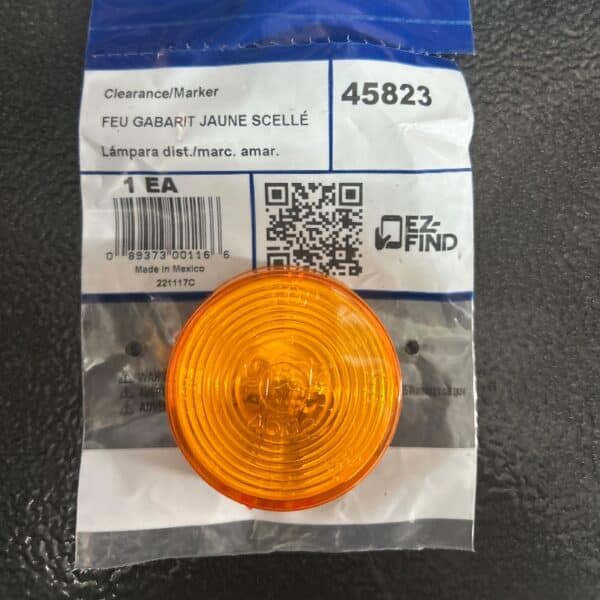 Clearance/Marker
45823
FEU GABARIT JAUNE SCELLÉ
Lámpara dist./marc. amar.
1 EA
EZ-
FIND
0 89373 00116 6
Made in Mexico
221117C